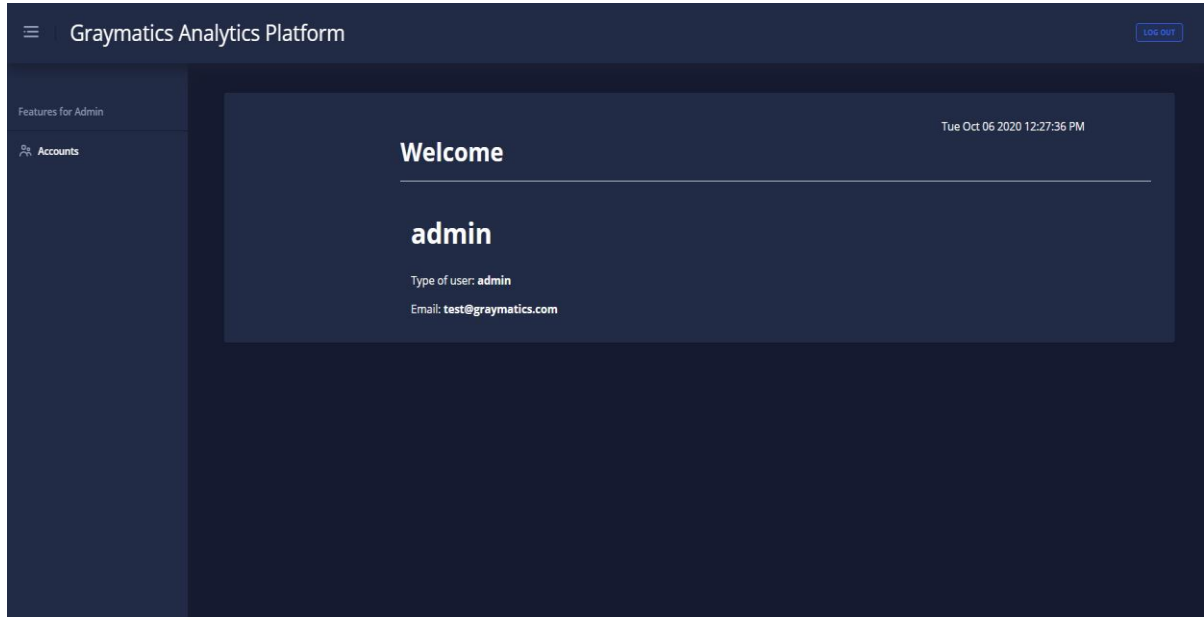 Graymatics Analytics Platform
LOG OUT
Features for Admin
Accounts
Tue Oct 06 2020 12:27:36 PM
Welcome
admin
Type of user: admin
Email: test@graymatics.com